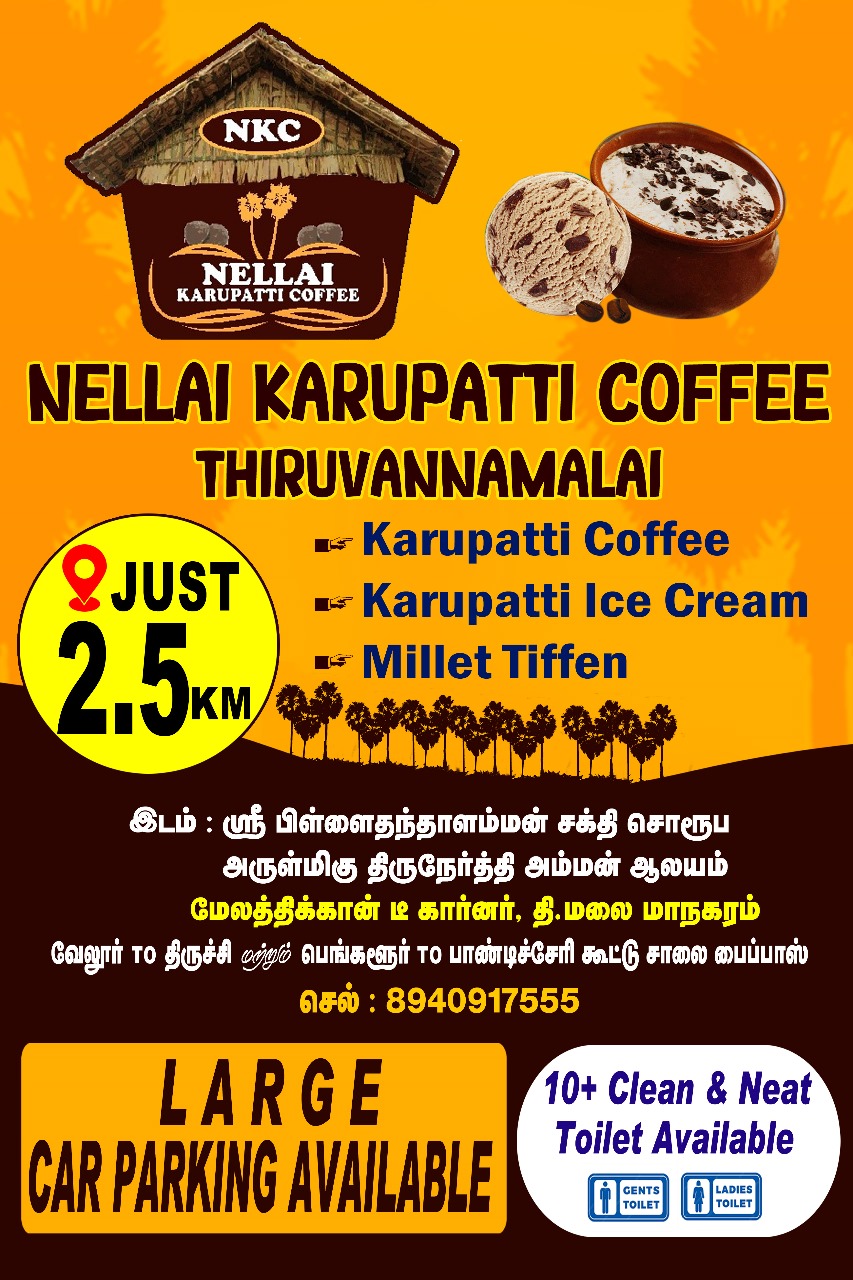 NKC
NELLAI
KARUPATTI COFFEE
NELLAI KARUPATTI COFFEE
THIRUVANNAMALAI
JUST
2.5KM
Karupatti Coffee
Karupatti Ice Cream
Millet Tiffen
இடம் : ஸ்ரீ பிள்ளைதந்தாளம்மன் சக்தி சொரூப
அருள்மிகு திருநேர்த்தி அம்மன் ஆலயம்
மேலத்திக்கான் டீ கார்னர், தி.மலை மாநகரம்
வேலூர் TO திருச்சி மற்றும் பெங்களூர் TO பாண்டிச்சேரி கூட்டு சாலை பைப்பாஸ்
செல் : 8940917555
LARGE
CAR PARKING AVAILABLE
10+ Clean & Neat
Toilet Available
GENTS
TOILET
LADIES
TOILET